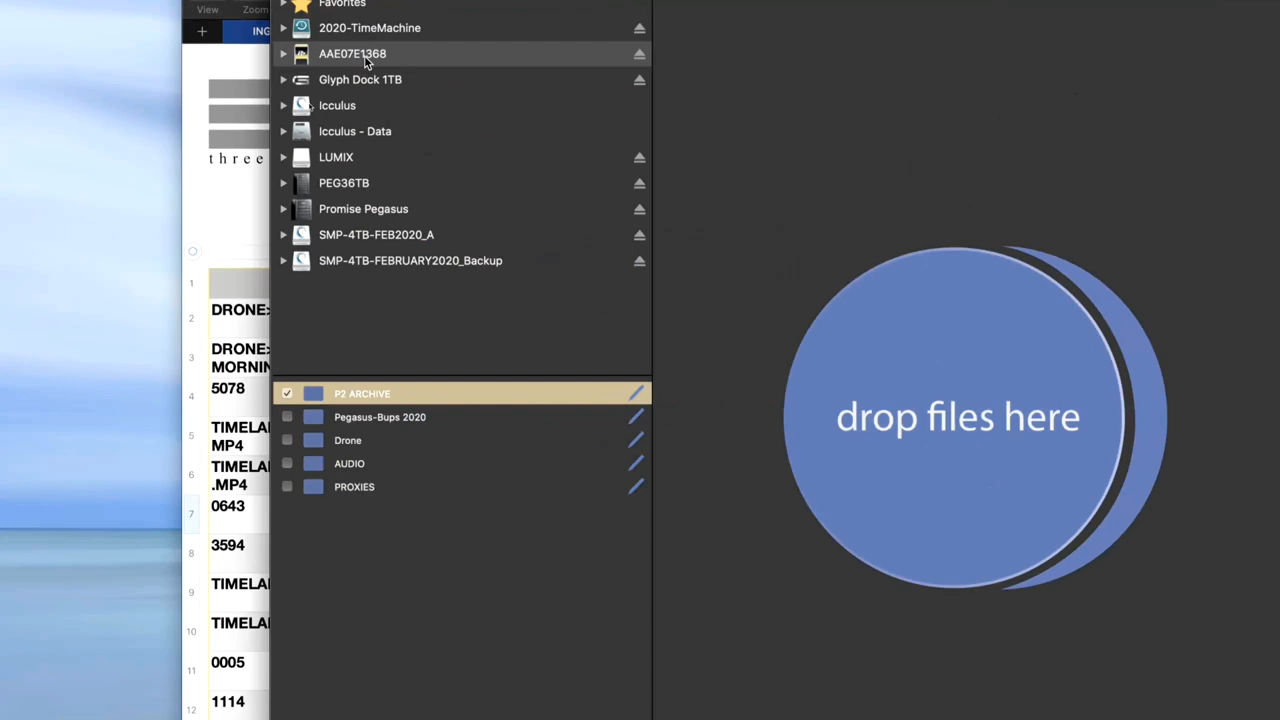 View Zoom
Favorites
+ ING
2020-TimeMachine
AAE07E1368
Glyph Dock 1TB
Icculus
Icculus - Data
LUMIX
PEG36TB
Promise Pegasus
SMP-4TB-FEB2020_A
SMP-4TB-FEBRUARY2020_Backup
three
1
2 DRONE>
3 DRONE>
MORNIN
4 5078
5 TIMELA
MP4
6 TIMELA
.MP4
7 0643
8 3594
9 TIMELA
10 TIMELA
11 0005
12 1114
P2 ARCHIVE
Pegasus-Bups 2020
Drone
AUDIO
PROXIES
drop files here